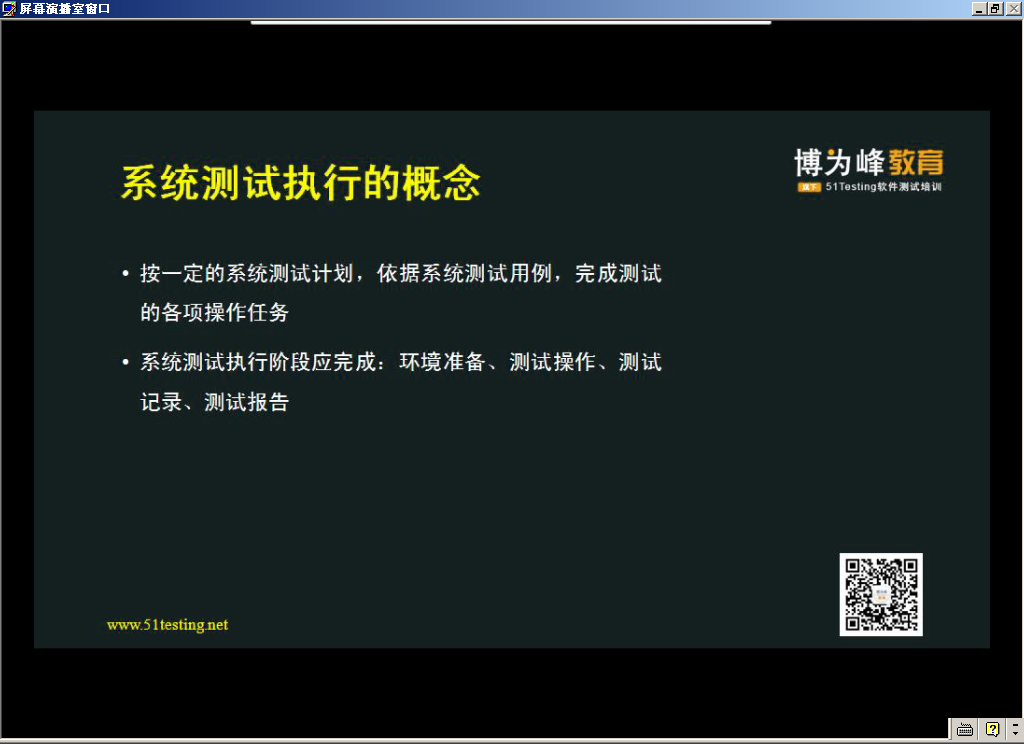 屏幕演播室窗口
博为峰教育
旗下 51Testing软件测试培训
系统测试执行的概念
• 按一定的系统测试计划，依据系统测试用例，完成测试
的各项操作任务
• 系统测试执行阶段应完成：环境准备、测试操作、测试
记录、测试报告
www.51testing.net